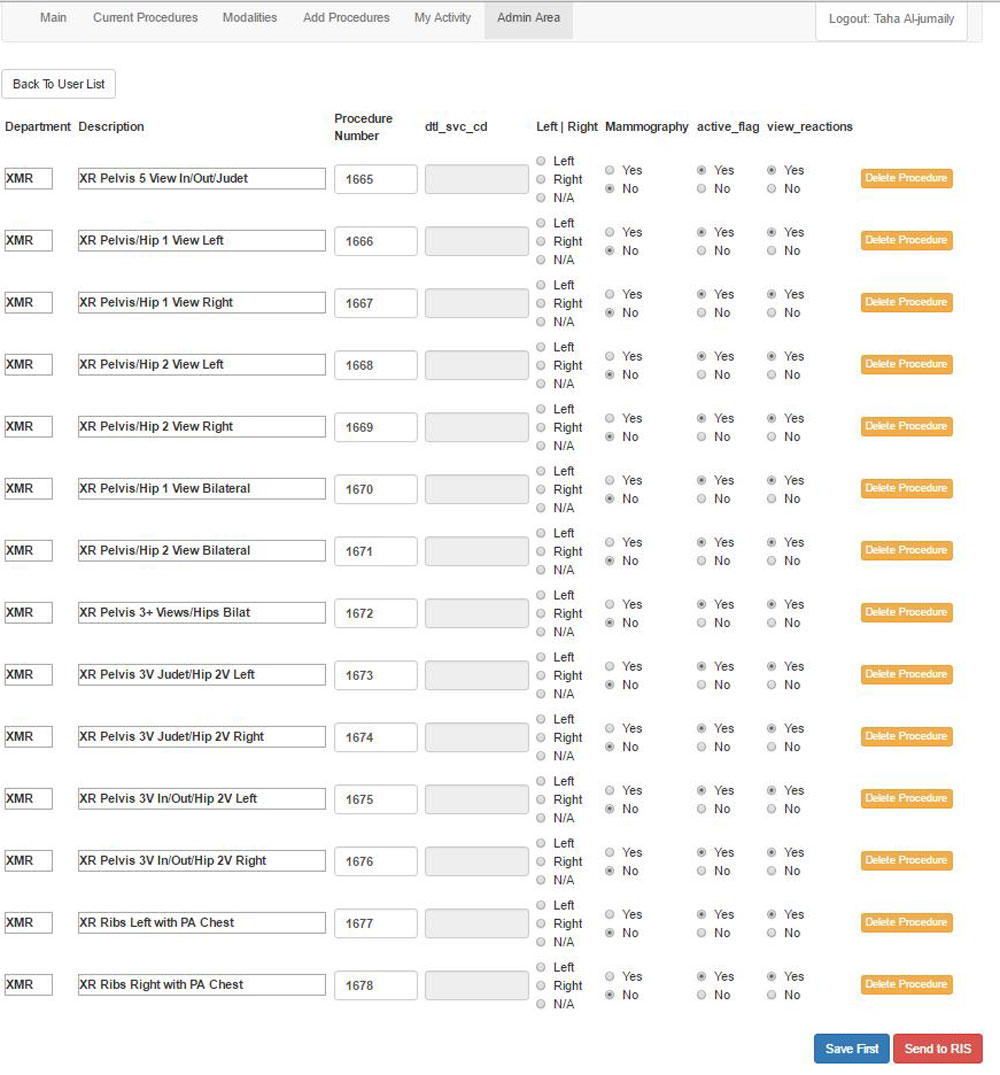 Main Current Procedures Modalities Add Procedures My Activity Admin Area Logout: Taha Al-jumaily
Back To User List
Department Description Procedure Number dtl_svc_cd Left | Right Mammography active_flag view_reactions
XMR XR Pelvis 5 View In/Out/Judet 1665 Left Right N/A Yes No Yes No Yes No Delete Procedure
XMR XR Pelvis/Hip 1 View Left 1666 Left Right N/A Yes No Yes No Yes No Delete Procedure
XMR XR Pelvis/Hip 1 View Right 1667 Left Right N/A Yes No Yes No Yes No Delete Procedure
XMR XR Pelvis/Hip 2 View Left 1668 Left Right N/A Yes No Yes No Yes No Delete Procedure
XMR XR Pelvis/Hip 2 View Right 1669 Left Right N/A Yes No Yes No Yes No Delete Procedure
XMR XR Pelvis/Hip 1 View Bilateral 1670 Left Right N/A Yes No Yes No Yes No Delete Procedure
XMR XR Pelvis/Hip 2 View Bilateral 1671 Left Right N/A Yes No Yes No Yes No Delete Procedure
XMR XR Pelvis 3+ Views/Hips Bilat 1672 Left Right N/A Yes No Yes No Yes No Delete Procedure
XMR XR Pelvis 3V Judet/Hip 2V Left 1673 Left Right N/A Yes No Yes No Yes No Delete Procedure
XMR XR Pelvis 3V Judet/Hip 2V Right 1674 Left Right N/A Yes No Yes No Yes No Delete Procedure
XMR XR Pelvis 3V In/Out/Hip 2V Left 1675 Left Right N/A Yes No Yes No Yes No Delete Procedure
XMR XR Pelvis 3V In/Out/Hip 2V Right 1676 Left Right N/A Yes No Yes No Yes No Delete Procedure
XMR XR Ribs Left with PA Chest 1677 Left Right N/A Yes No Yes No Yes No Delete Procedure
XMR XR Ribs Right with PA Chest 1678 Left Right N/A Yes No Yes No Yes No Delete Procedure
Save First Send to RIS